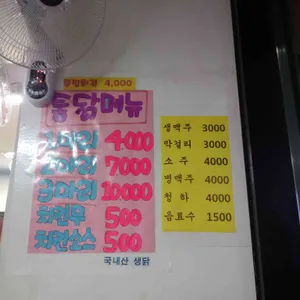 4,000
통닭메뉴
1마리 4000
2마리 7000
3마리 10000
치킨무 500
치킨소스 500
국내산 생닭
생맥주 3000
막걸리 3000
소주 4000
병맥주 4000
청하 4000
음료수 1500